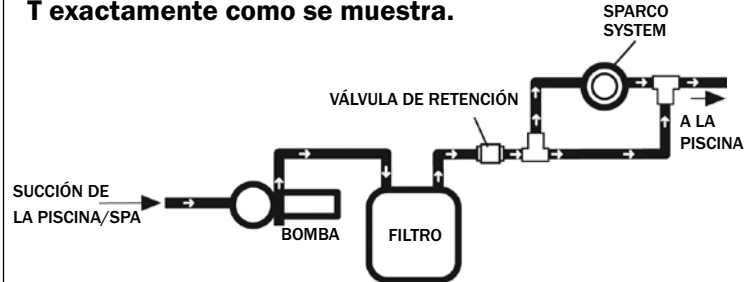 T exactamente como se muestra.
SPARCO
SYSTEM
VÁLVULA DE RETENCIÓN
A LA
PISCINA
SUCCIÓN DE
LA PISCINA/SPA
BOMBA
FILTRO